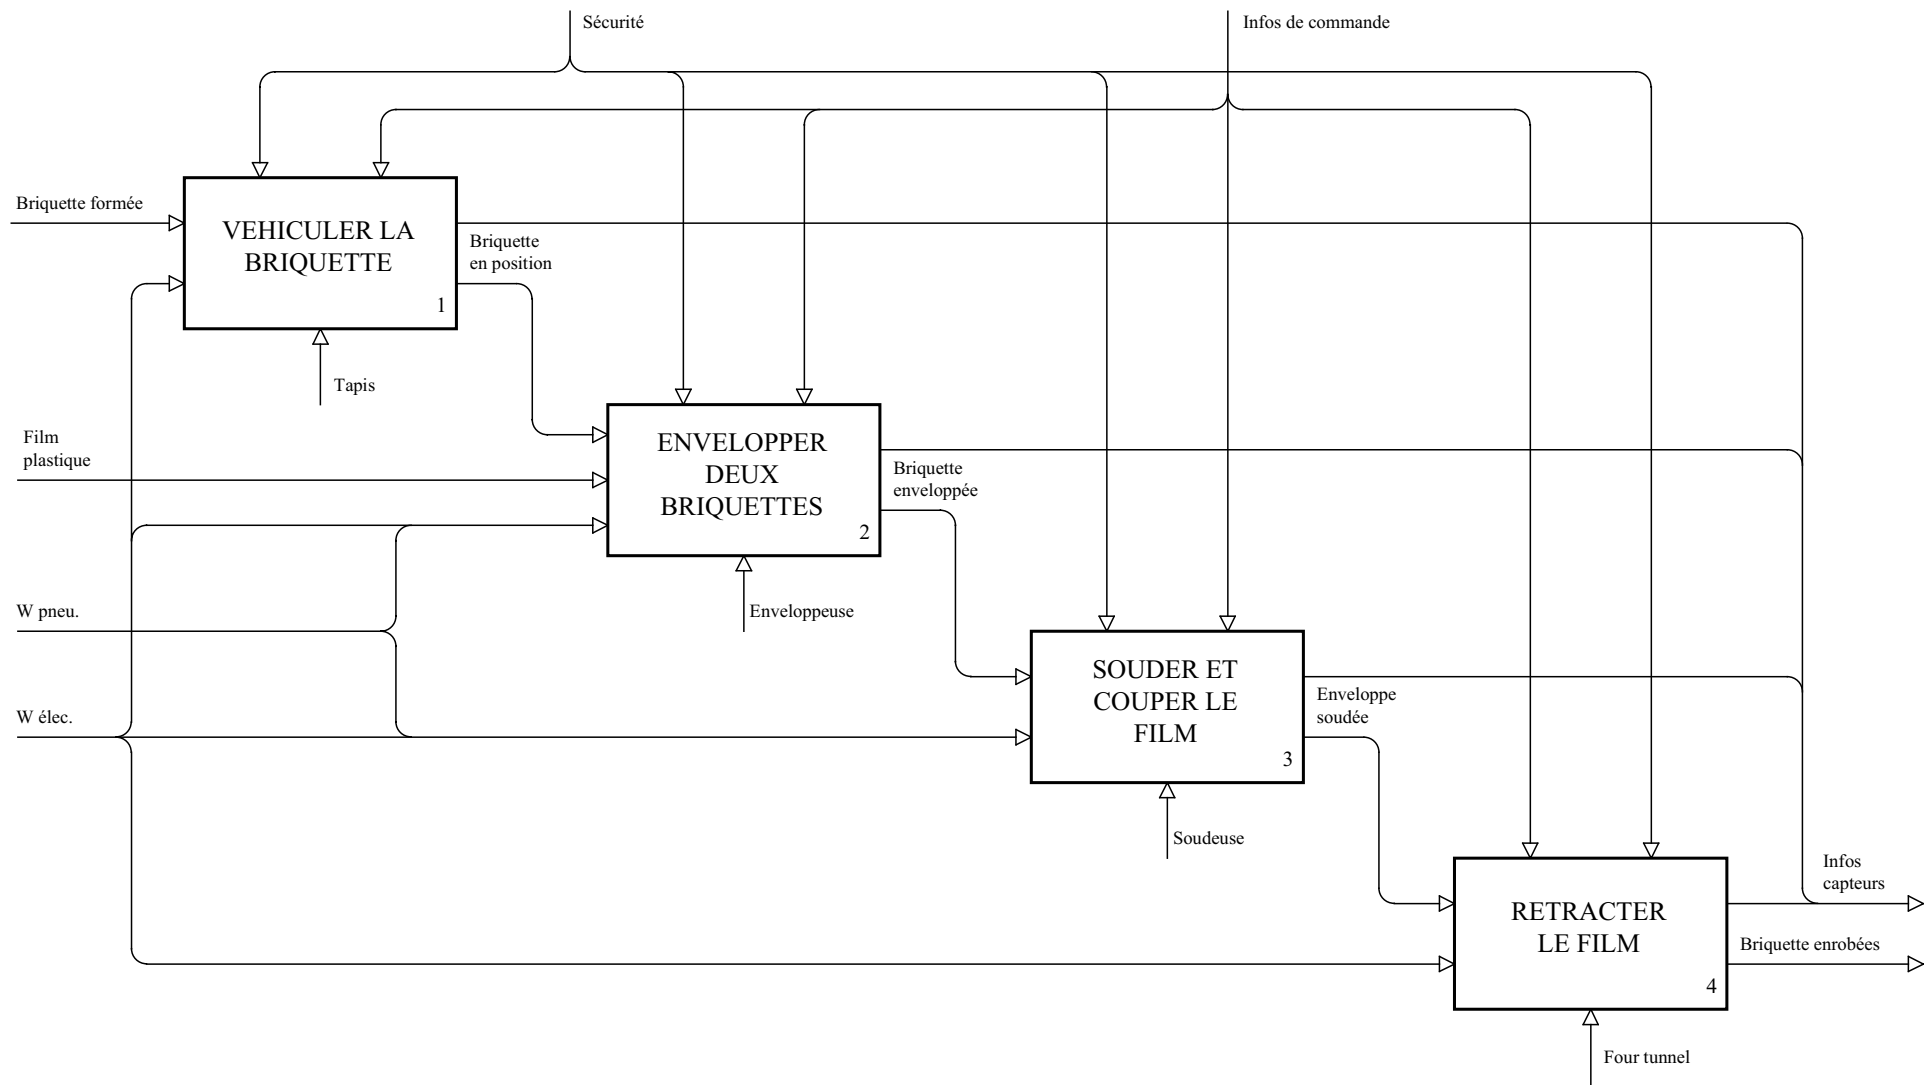 Sécurité
Infos de commande
Briquette formée
VEHICULER LA
BRIQUETTE
1
Briquette
en position
Tapis
Film
plastique
ENVELOPPER
DEUX
BRIQUETTES
2
Briquette
enveloppée
W pneu.
Enveloppeuse
SOUDER ET
COUPER LE
FILM
3
Enveloppe
soudée
W élec.
Soudeuse
Infos
capteurs
RETRACTER
LE FILM
4
Briquette enrobées
Four tunnel